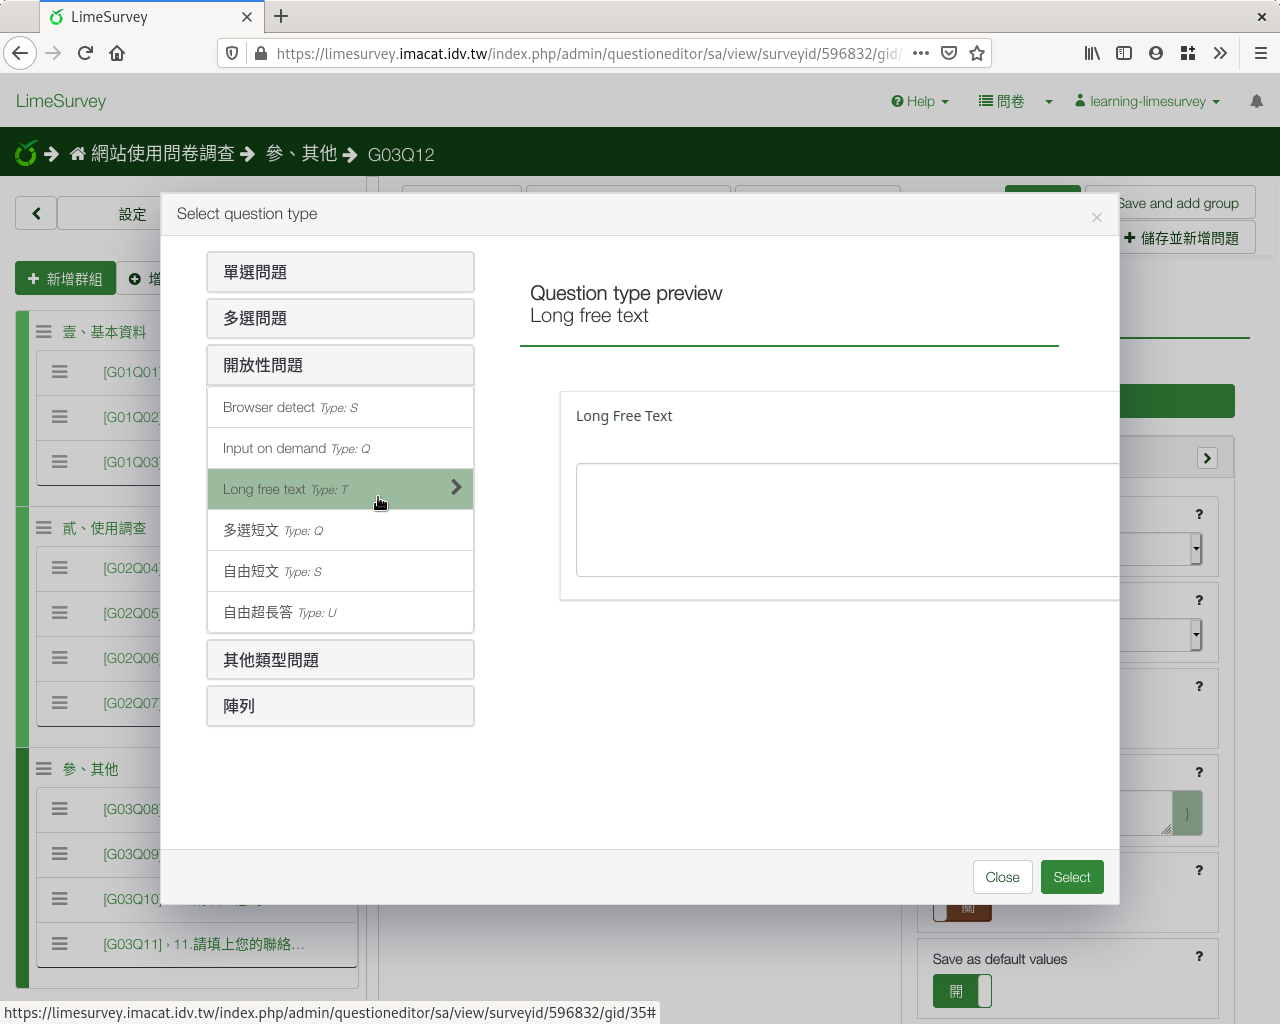 LimeSurvey
https://limesurvey.imacat.idv.tw/index.php/admin/questioneditor/sa/view/surveyid/596832/gid/
LimeSurvey
Help
問卷
learning-limesurvey
網站使用問卷調查
參、其他
G03Q12
設定
Save and add group
儲存並新增問題
新增群組
增
壹、基本資料
[G01Q01]
[G01Q02]
[G01Q03]
貳、使用調查
[G02Q04]
[G02Q05]
[G02Q06]
[G02Q07]
參、其他
[G03Q08]
[G03Q09]
[G03Q10]
[G03Q11] › 11.請填上您的聯絡…
Select question type
×
單選問題
多選問題
開放性問題
Browser detect Type: S
Input on demand Type: Q
Long free text Type: T
多選短文 Type: Q
自由短文 Type: S
自由超長答 Type: U
其他類型問題
陣列
Question type preview
Long free text
Long Free Text
Close
Select
?
?
?
?
}
?
關
Save as default values
?
開
https://limesurvey.imacat.idv.tw/index.php/admin/questioneditor/sa/view/surveyid/596832/gid/35#